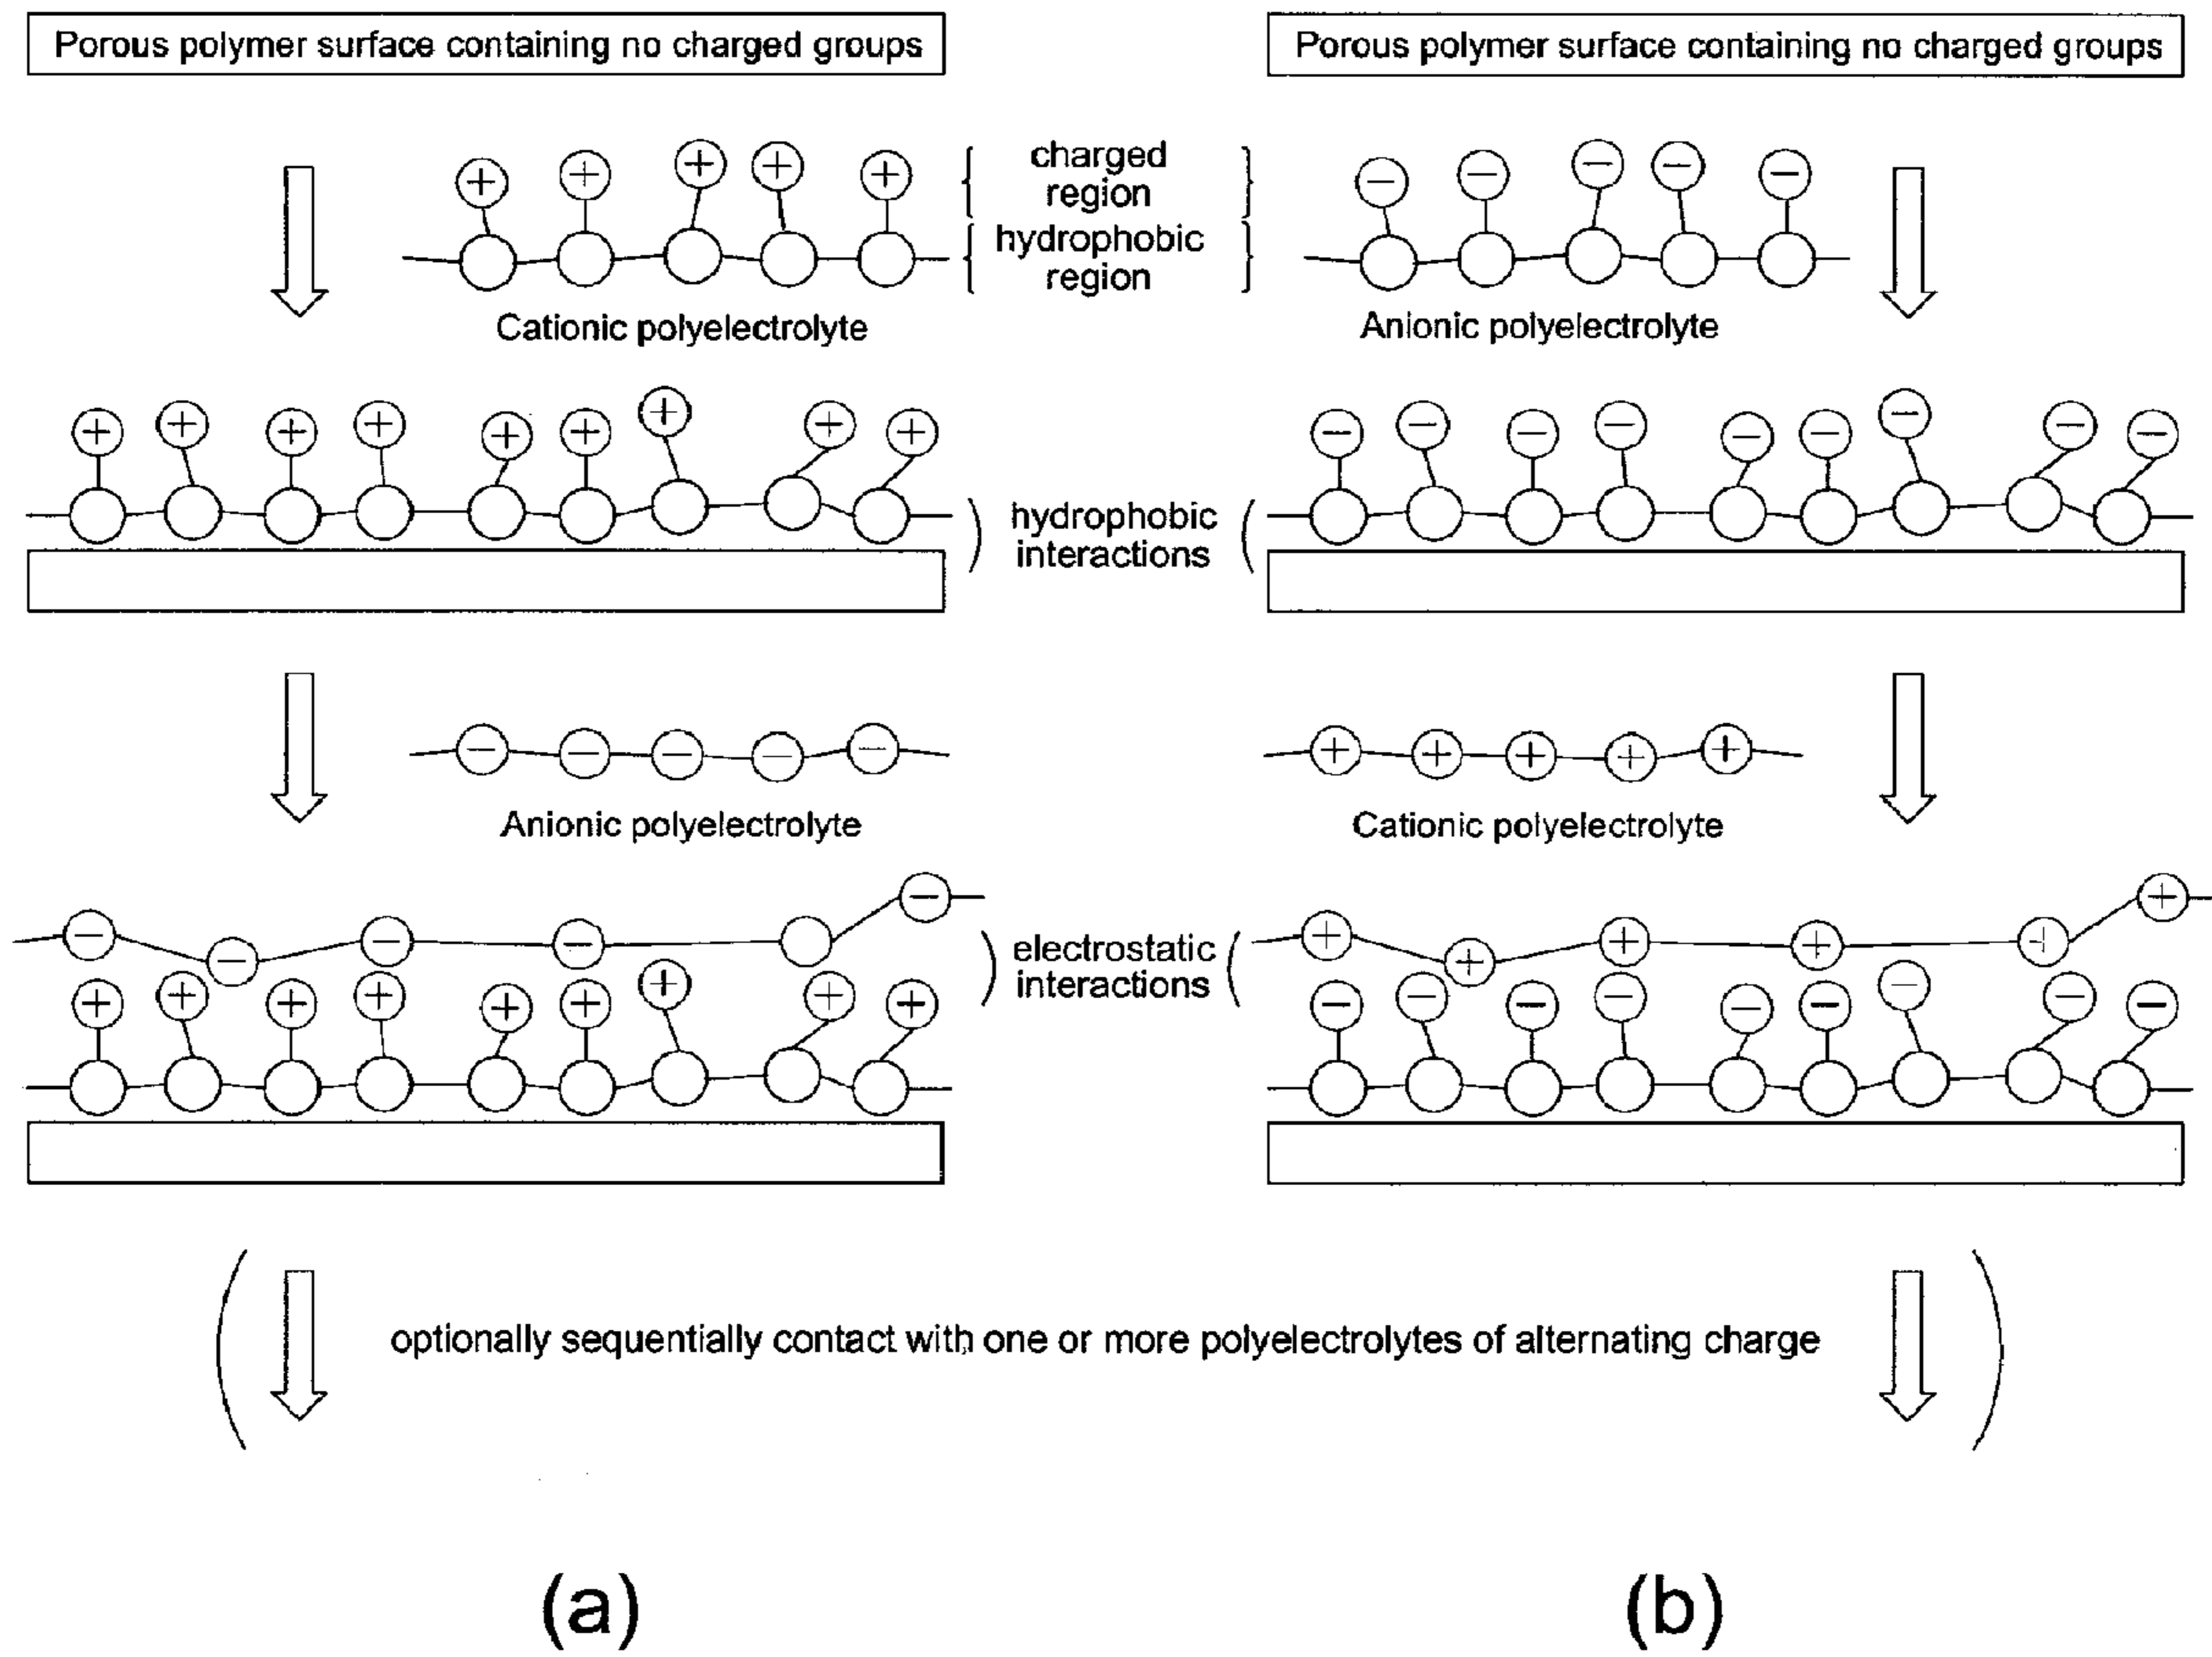 Porous polymer surface containing no charged groups
Porous polymer surface containing no charged groups
charged
region
hydrophobic
region
Cationic polyelectrolyte
Anionic polyelectrolyte
hydrophobic
interactions
Anionic polyelectrolyte
Cationic polyelectrolyte
electrostatic
interactions
optionally sequentially contact with one or more polyelectrolytes of alternating charge
(a)
(b)